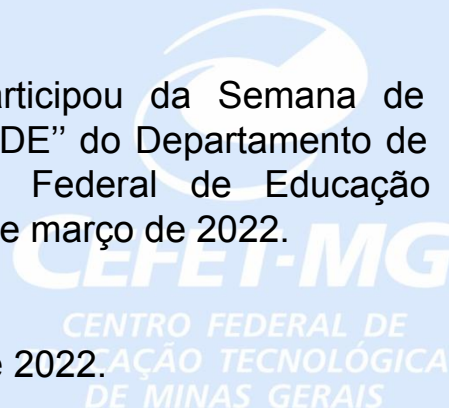 articipou da Semana de
DE” do Departamento de
Federal de Educação
e março de 2022.
CEFET-MG
CENTRO FEDERAL DE
EDUCAÇÃO TECNOLÓGICA
e 2022.
DE MINAS GERAIS